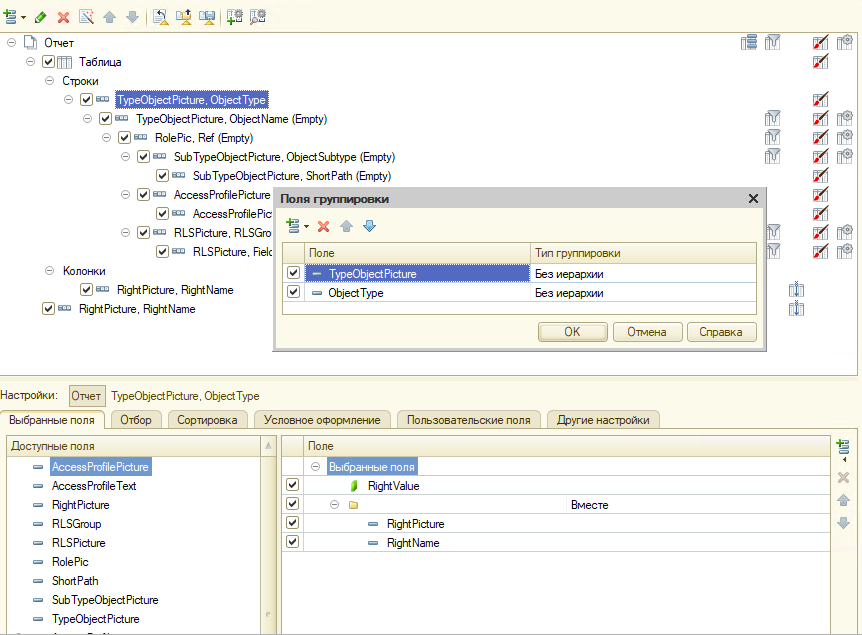 Отчет
Таблица
Строки
TypeObjectPicture, ObjectType
TypeObjectPicture, ObjectName (Empty)
RolePic, Ref (Empty)
SubTypeObjectPicture, ObjectSubtype (Empty)
SubTypeObjectPicture, ShortPath (Empty)
AccessProfilePicture
AccessProfilePic
RLSPicture, RLSGro
RLSPicture, Field
Колонки
RightPicture, RightName
RightPicture, RightName
Поля группировки
Поле Тип группировки
TypeObjectPicture Без иерархии
ObjectType Без иерархии
OK Отмена Справка
Настройки: Отчет TypeObjectPicture, ObjectType
Выбранные поля Отбор Сортировка Условное оформление Пользовательские поля Другие настройки
Доступные поля
AccessProfilePicture
AccessProfileText
RightPicture
RLSGroup
RLSPicture
RolePic
ShortPath
SubTypeObjectPicture
TypeObjectPicture
Поле
Выбранные поля
RightValue
Вместе
RightPicture
RightName